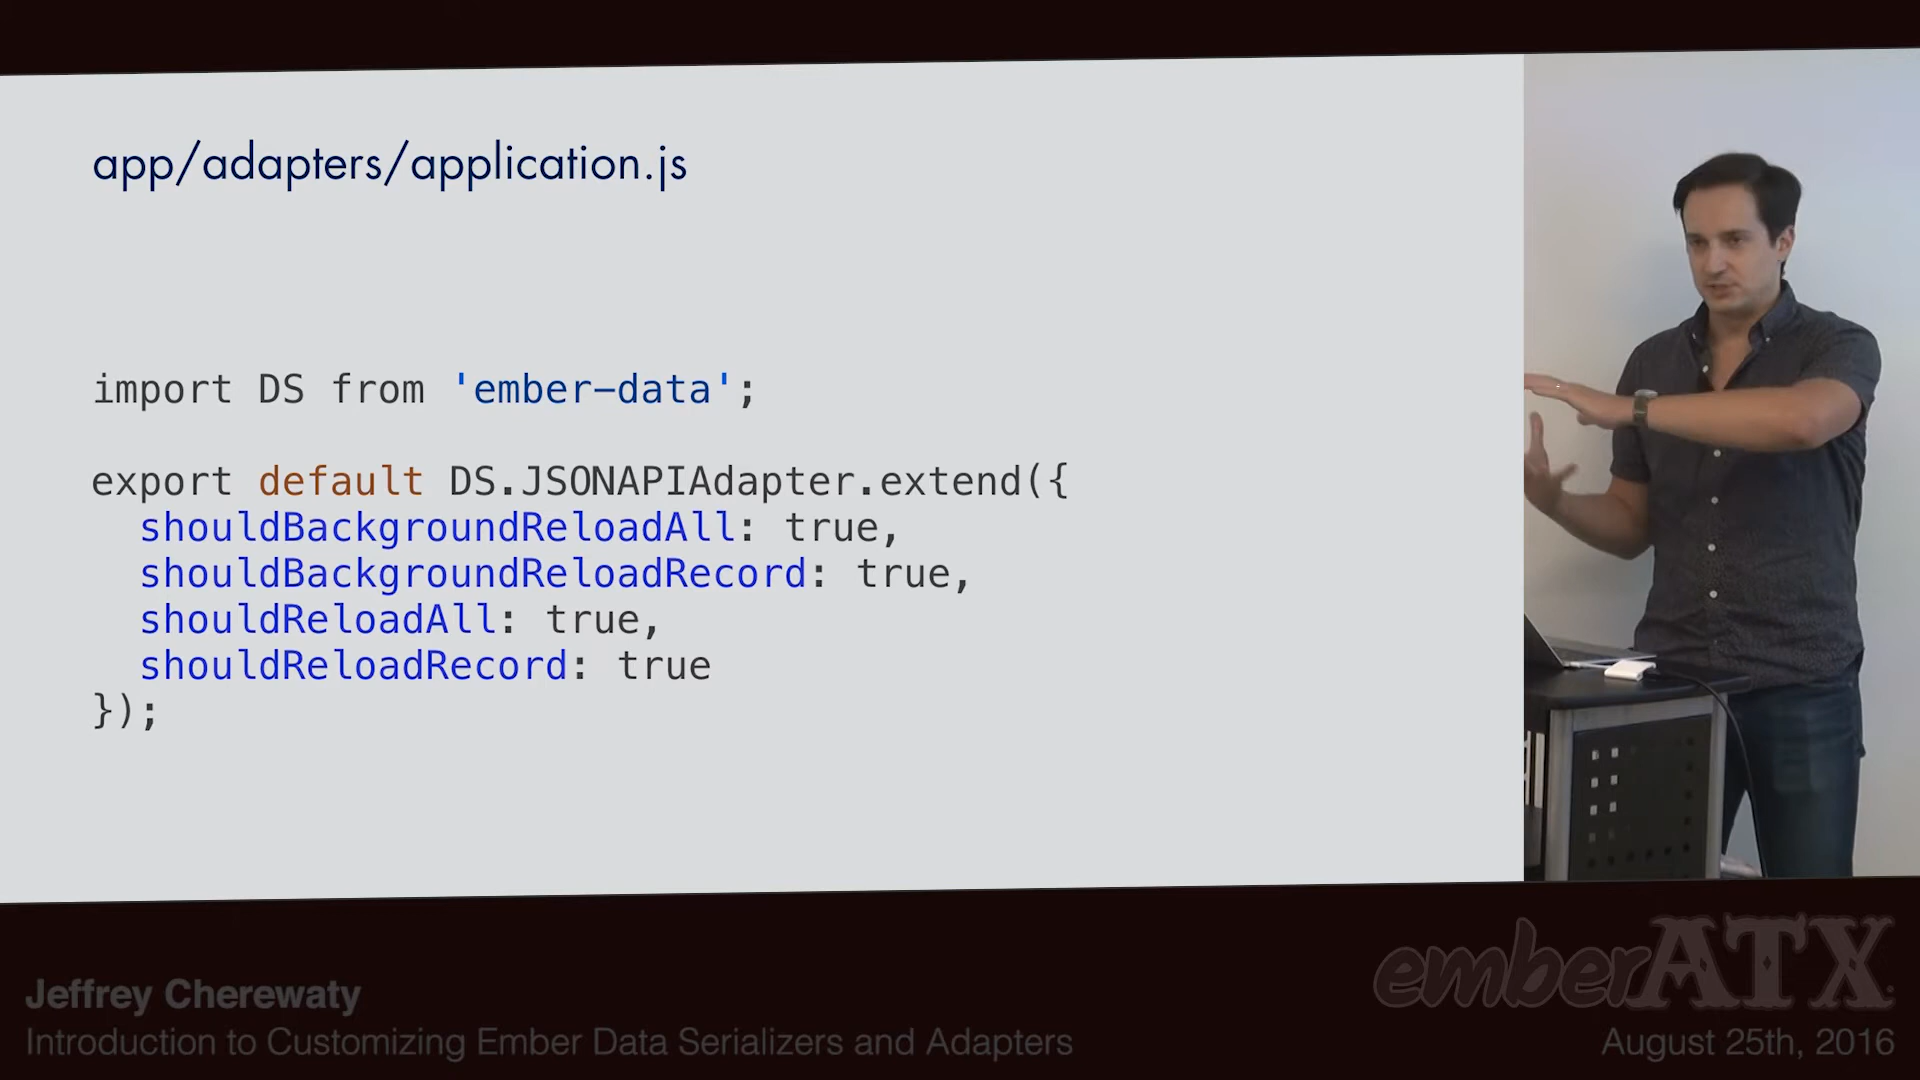 app/adapters/application.js
import DS from 'ember-data';
export default DS.JSONAPIAdapter.extend({
  shouldBackgroundReloadAll: true,
  shouldBackgroundReloadRecord: true,
  shouldReloadAll: true,
  shouldReloadRecord: true
});
Jeffrey Cherewaty
Introduction to Customizing Ember Data Serializers and Adapters
emberATX
August 25th, 2016